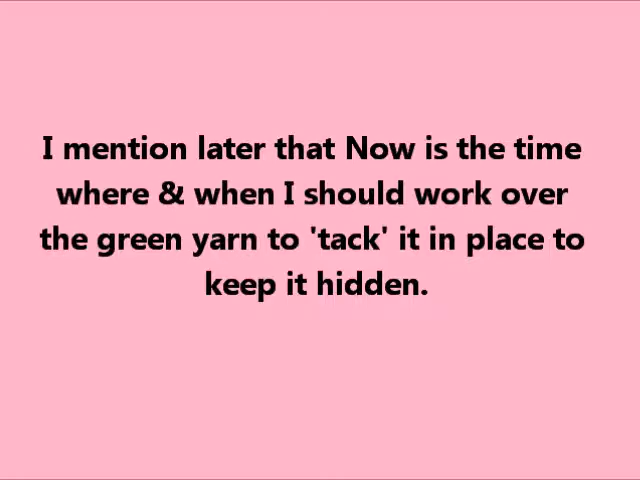 I mention later that Now is the time
where & when I should work over
the green yarn to 'tack' it in place to
keep it hidden.